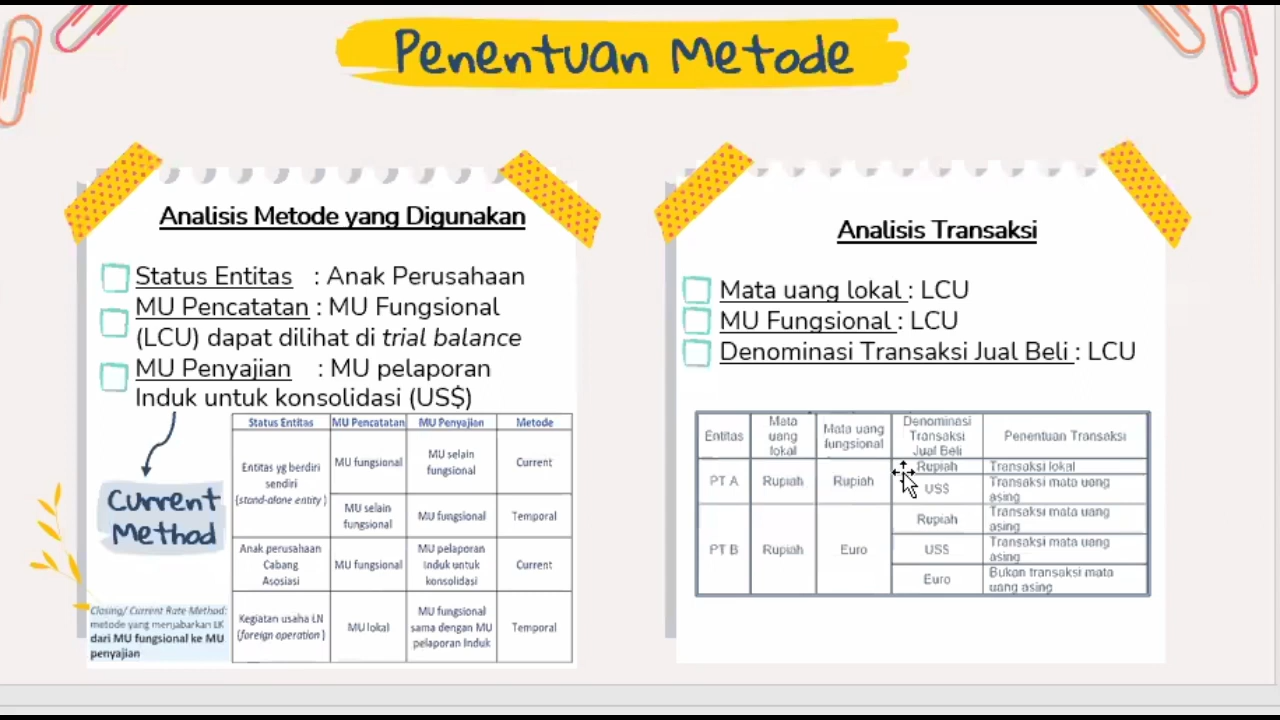 Penentuan Metode
Analisis Metode yang Digunakan
Status Entitas : Anak Perusahaan
MU Pencatatan : MU Fungsional
(LCU) dapat dilihat di trial balance
MU Penyajian : MU pelaporan
Induk untuk konsolidasi (US$)
Current
Method
Closing/ Current Rate Method:
metode yang menjabarkan LK
dari MU fungsional ke MU
penyajian
Status Entitas MU Pencatatan MU Penyajian Metode
Entitas yg berdiri
sendiri
(stand-alone entity)
MU fungsional
MU selain
fungsional
Current
MU selain
fungsional
MU fungsional
Temporal
Anak perusahaan
Cabang
Asosiasi
MU fungsional
MU pelaporan
Induk untuk
konsolidasi
Current
Kegiatan usaha LN
(foreign operation)
MU lokal
MU fungsional
sama dengan MU
pelaporan Induk
Temporal
Analisis Transaksi
Mata uang lokal : LCU
MU Fungsional : LCU
Denominasi Transaksi Jual Beli : LCU
Entitas
Mata
uang
lokal
Mata uang
fungsional
Denominasi
Transaksi
Jual Beli
Penentuan Transaksi
PT A
Rupiah
Rupiah
Rupiah
Transaksi lokal
US$
Transaksi mata uang
asing
PT B
Rupiah
Euro
Rupiah
Transaksi mata uang
asing
US$
Transaksi mata uang
asing
Euro
Bukan transaksi mata
uang asing